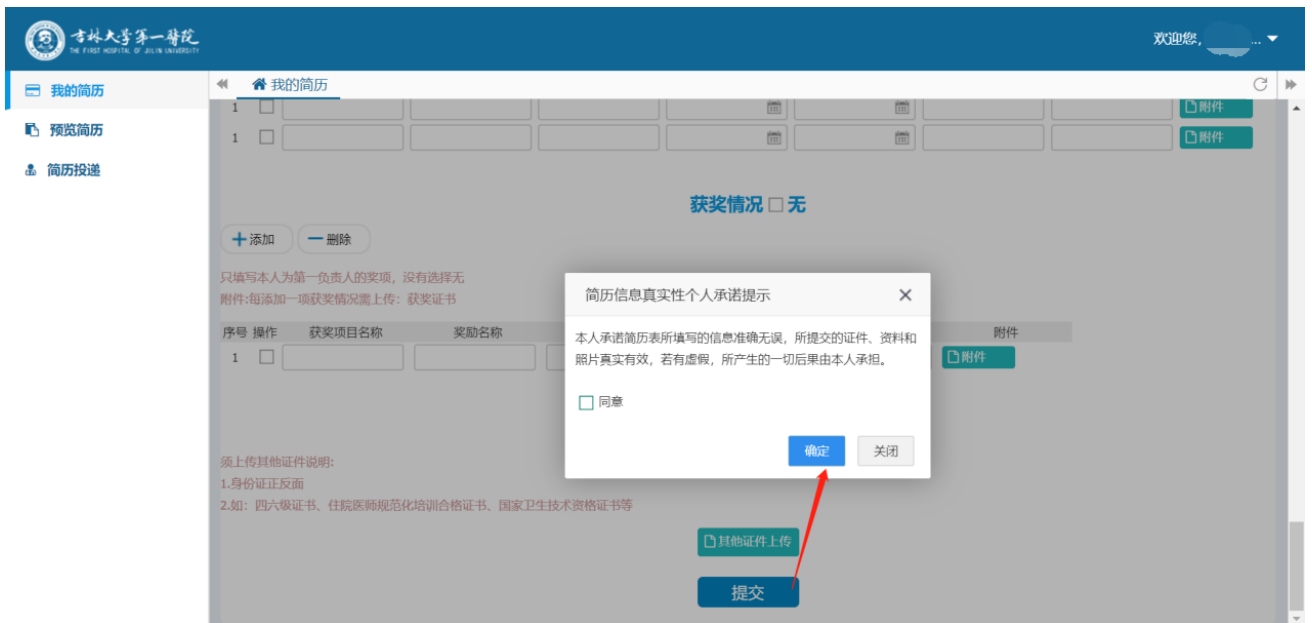 吉林大学第一醫院
THE FIRST HOSPITAL OF JILIN UNIVERSITY
欢迎您, ...
我的简历
预览简历
简历投递
我的简历
1 附件
1 附件
获奖情况 无
添加 删除
只填写本人为第一负责人的奖项，没有选择无
附件:每添加一项获奖情况需上传：获奖证书
序号 操作 获奖项目名称 奖励名称 附件
1 附件
简历信息真实性个人承诺提示
本人承诺简历表所填写的信息准确无误，所提交的证件、资料和
照片真实有效，若有虚假，所产生的一切后果由本人承担。
同意
确定 关闭
须上传其他证件说明:
1.身份证正反面
2.如：四六级证书、住院医师规范化培训合格证书、国家卫生技术资格证书等
其他证件上传
提交